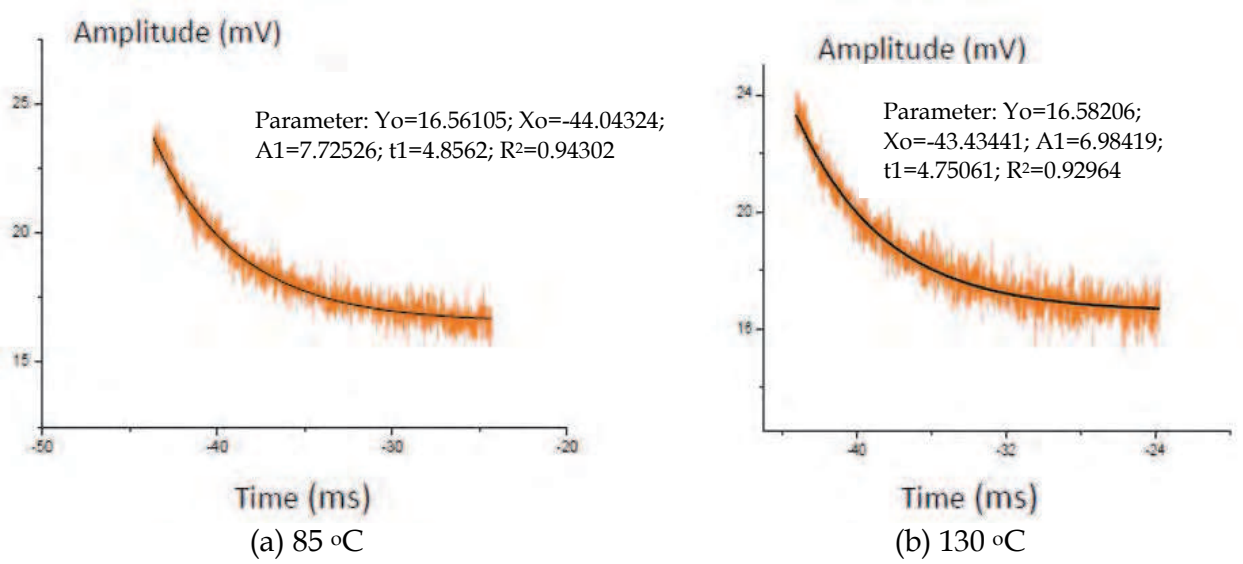 Amplitude (mV)
25
20
15
-50
-40
-30
-20
Parameter: Yo=16.56105; Xo=-44.04324;
A1=7.72526; t1=4.8562; R²=0.94302
Time (ms)
(a) 85 ºC
Amplitude (mV)
24
20
16
-40
-32
-24
Parameter: Yo=16.58206;
Xo=-43.43441; A1=6.98419;
t1=4.75061; R²=0.92964
Time (ms)
(b) 130 ºC